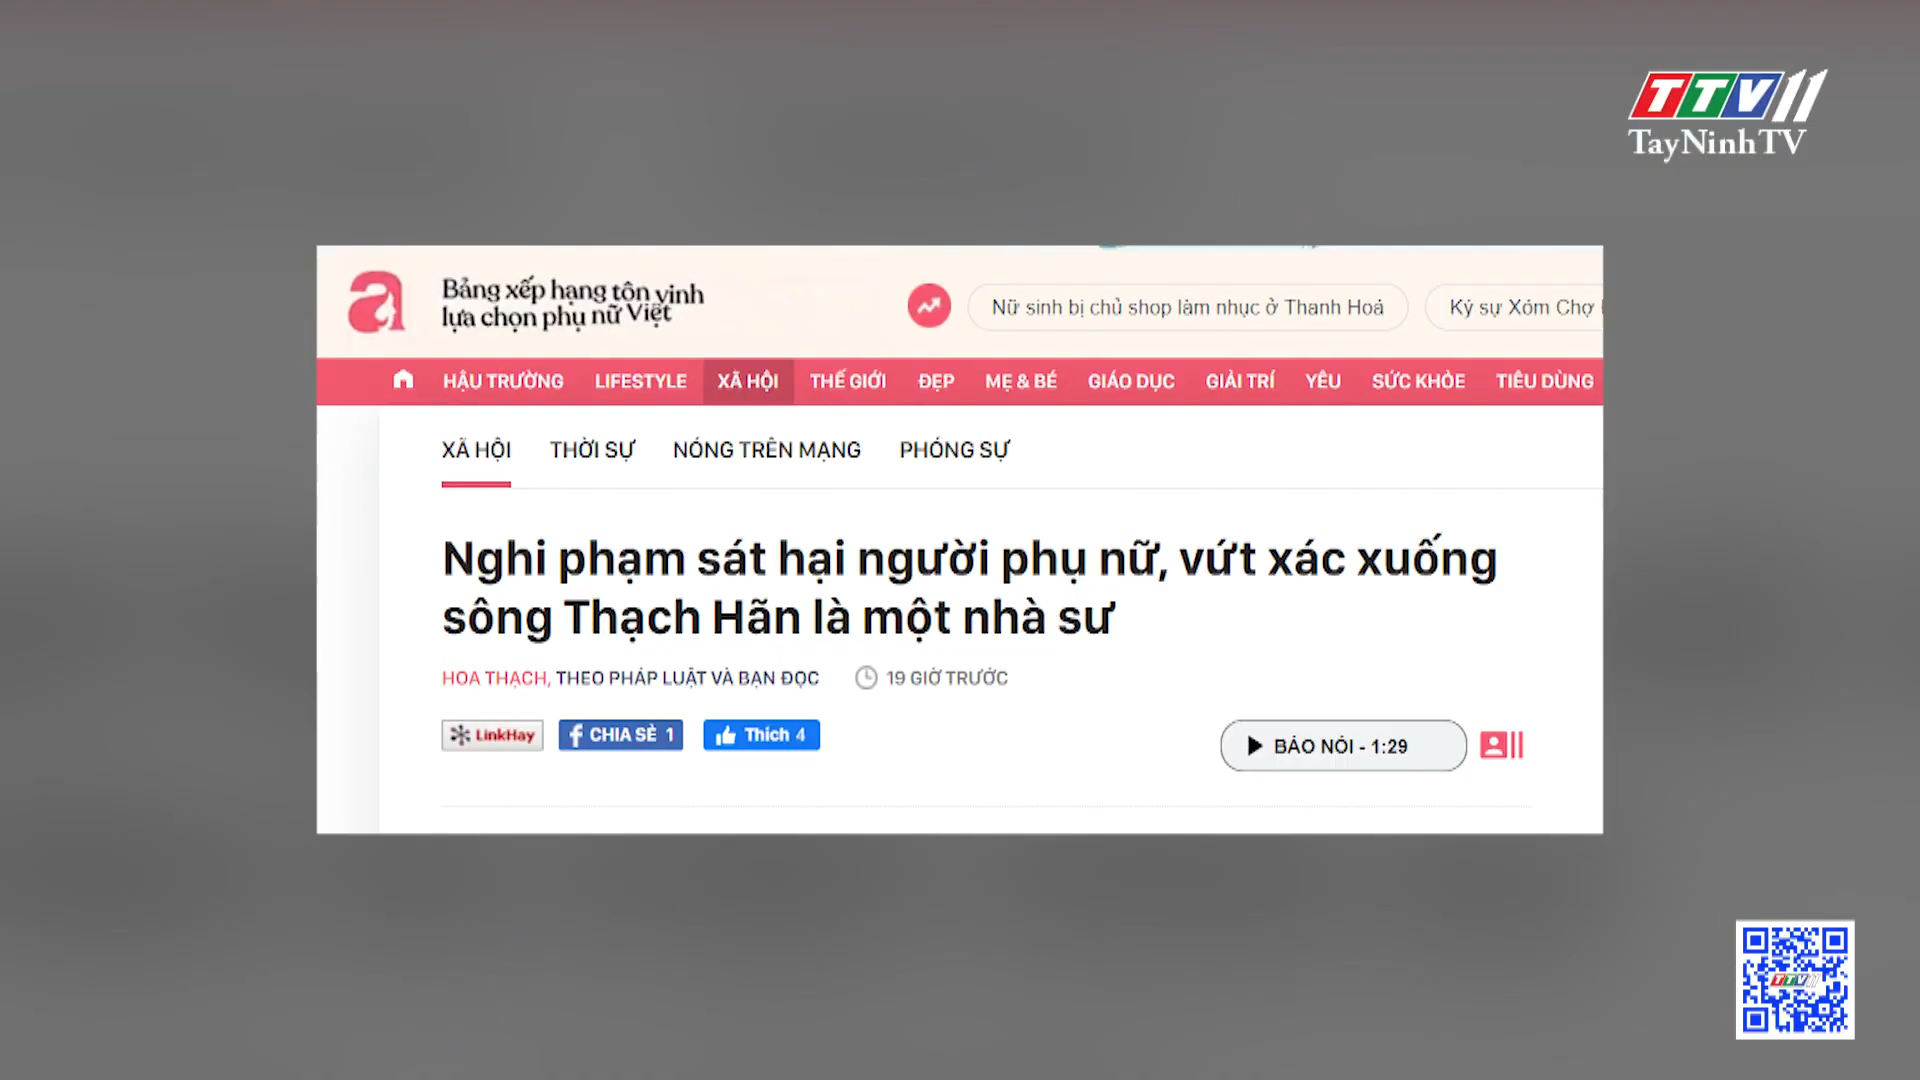 TTV11
TayNinhTV
a
Bảng xếp hạng tôn vinh
lựa chọn phụ nữ Việt
Nữ sinh bị chủ shop làm nhục ở Thanh Hoá
Ký sự Xóm Chợ
HẬU TRƯỜNG LIFESTYLE XÃ HỘI THẾ GIỚI ĐẸP MẸ & BÉ GIÁO DỤC GIẢI TRÍ YÊU SỨC KHỎE TIÊU DÙNG
XÃ HỘI THỜI SỰ NÓNG TRÊN MẠNG PHÓNG SỰ
Nghi phạm sát hại người phụ nữ, vứt xác xuống
sông Thạch Hãn là một nhà sư
HOA THẠCH, THEO PHÁP LUẬT VÀ BẠN ĐỌC 19 GIỜ TRƯỚC
LinkHay CHIA SẺ 1 Thích 4
BÁO NÓI - 1:29
TTV11